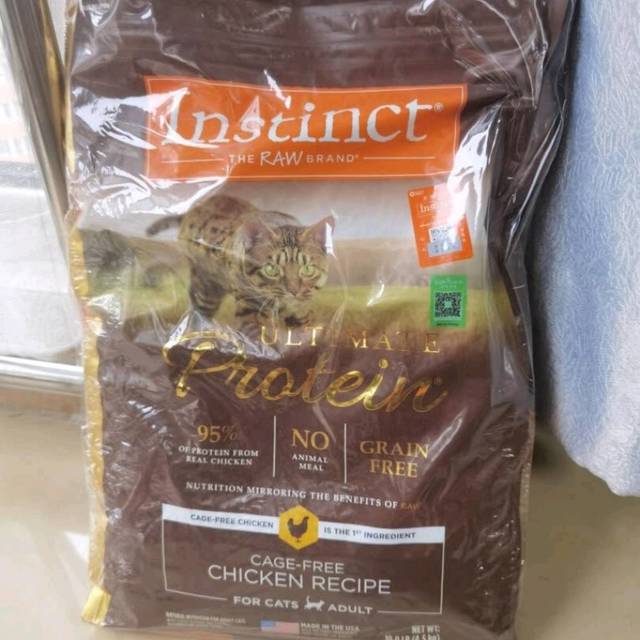 Instinct®
THE RAW BRAND®
Inst
ULTIMATE
Protein®
95%
OF PROTEIN FROM
REAL CHICKEN
NO
ANIMAL
MEAL
GRAIN
FREE
NUTRITION MIRRORING THE BENEFITS OF RAW
CAGE-FREE CHICKEN IS THE 1ST INGREDIENT
CAGE-FREE
CHICKEN RECIPE
FOR CATS ADULT
MADE IN THE USA
NET WT: